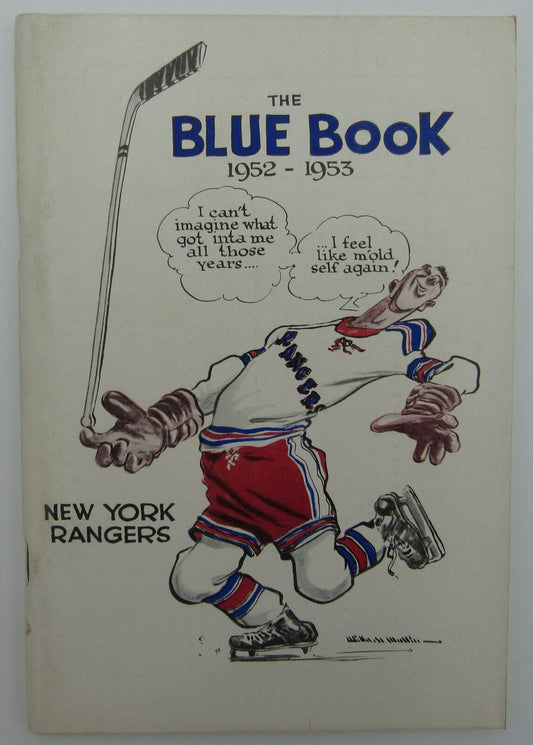 THE
BLUE BOOK
1952 - 1953
I can't
imagine what
got inta me
all those
years....
...I feel
like m'old
self again!
RANGERS
NEW YORK
RANGERS